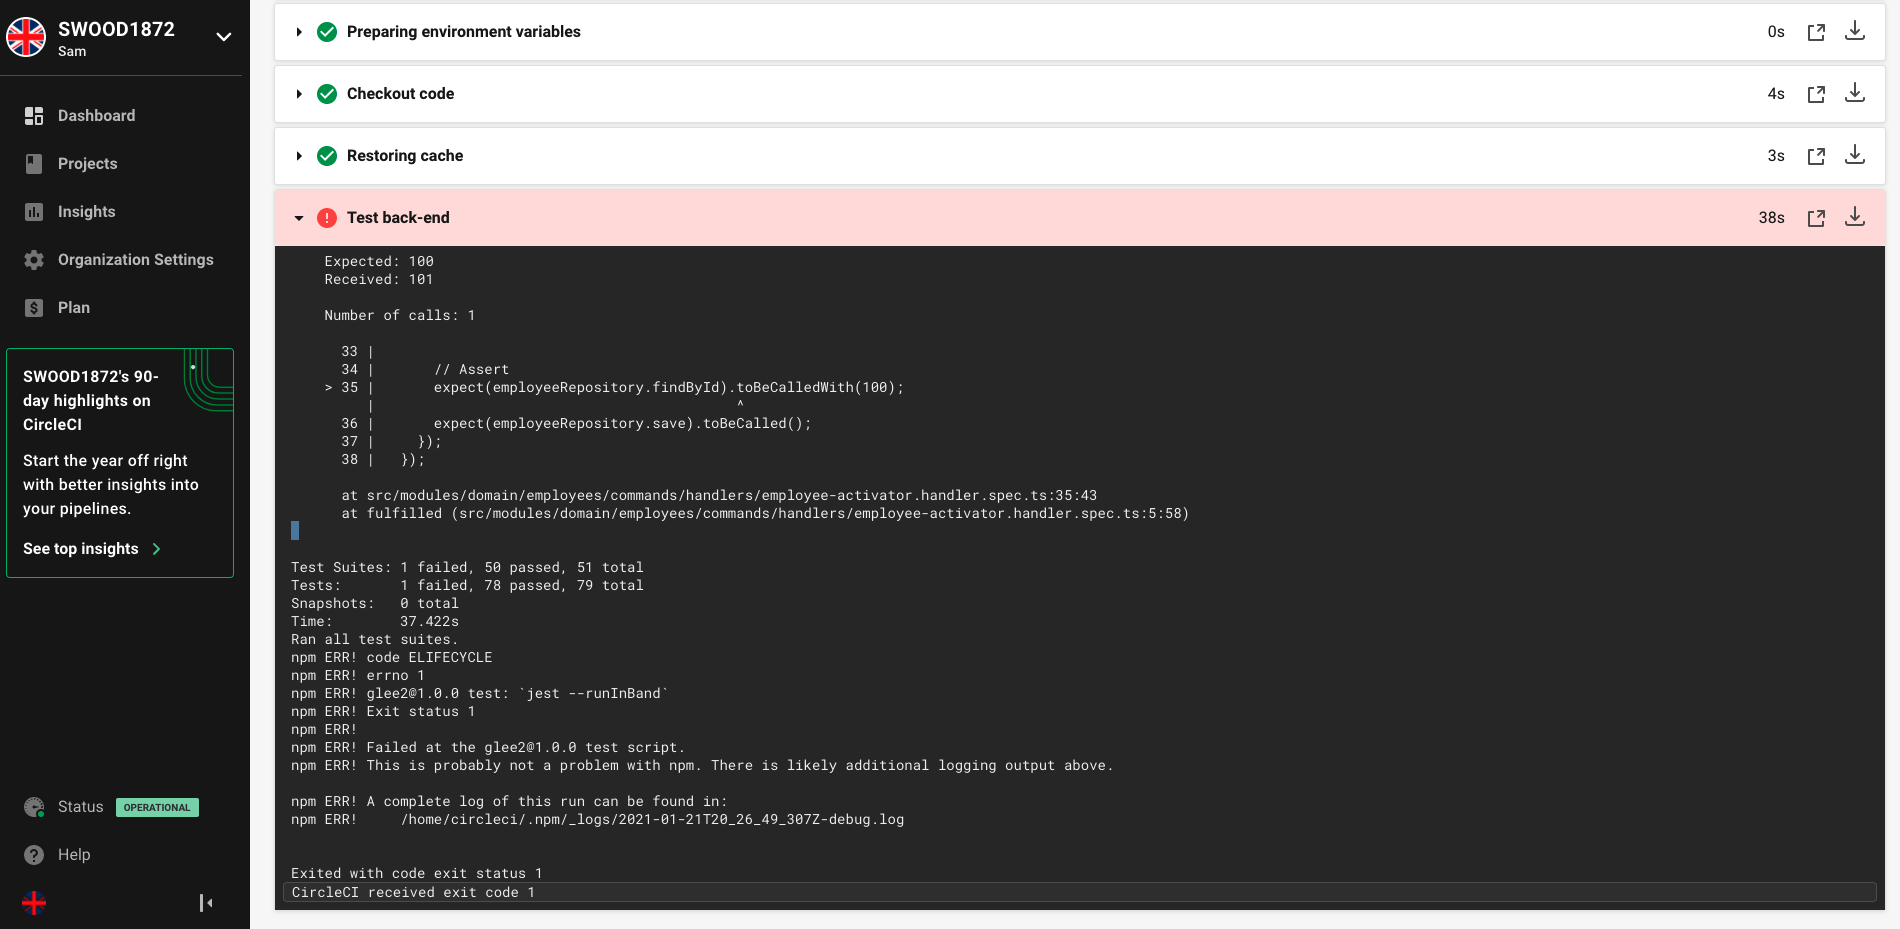 SWOOD1872
Sam
Dashboard
Projects
Insights
Organization Settings
Plan
SWOOD1872's 90-
day highlights on
CircleCI
Start the year off right
with better insights into
your pipelines.
See top insights
Status OPERATIONAL
Help
Preparing environment variables 0s
Checkout code 4s
Restoring cache 3s
Test back-end 38s
Expected: 100
Received: 101
Number of calls: 1
33 |
34 | // Assert
> 35 | expect(employeeRepository.findById).toBeCalledWith(100);
| ^
36 | expect(employeeRepository.save).toBeCalled();
37 | });
38 | });
at src/modules/domain/employees/commands/handlers/employee-activator.handler.spec.ts:35:43
at fulfilled (src/modules/domain/employees/commands/handlers/employee-activator.handler.spec.ts:5:58)
Test Suites: 1 failed, 50 passed, 51 total
Tests: 1 failed, 78 passed, 79 total
Snapshots: 0 total
Time: 37.422s
Ran all test suites.
npm ERR! code ELIFECYCLE
npm ERR! errno 1
npm ERR! glee2@1.0.0 test: `jest --runInBand`
npm ERR! Exit status 1
npm ERR!
npm ERR! Failed at the glee2@1.0.0 test script.
npm ERR! This is probably not a problem with npm. There is likely additional logging output above.
npm ERR! A complete log of this run can be found in:
npm ERR! /home/circleci/.npm/_logs/2021-01-21T20_26_49_307Z-debug.log
Exited with code exit status 1
CircleCI received exit code 1